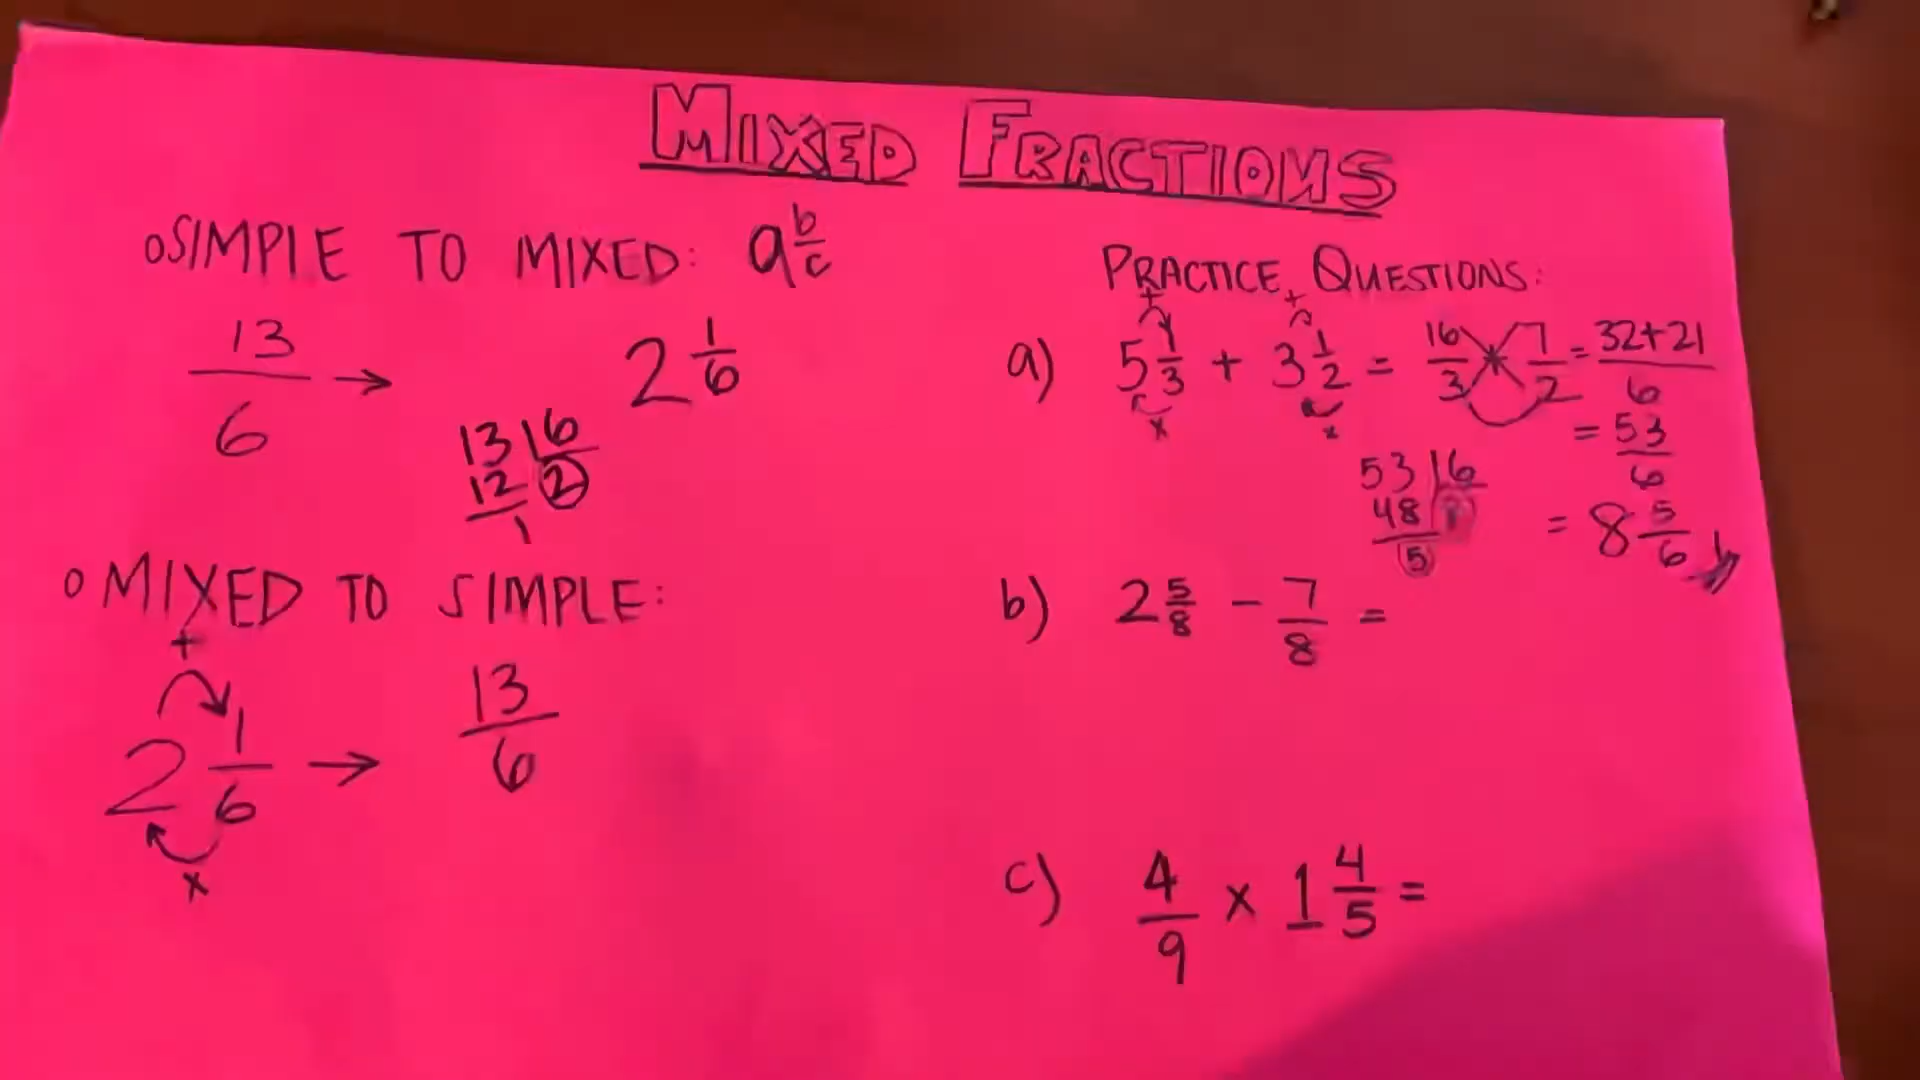 MIXED FRACTIONS
SIMPLE TO MIXED: a b/c
13/6 → 2 1/6
13 | 6
12 2
1
MIXED TO SIMPLE:
+
2 1/6 → 13/6
x
PRACTICE QUESTIONS:
+ +
a) 5 1/3 + 3 1/2 = 16/3 7/2 = 32+21/6
x x
= 53/6
53 | 6
48
5
= 8 5/6
b) 2 5/8 - 7/8 =
c) 4/9 x 1 4/5 =